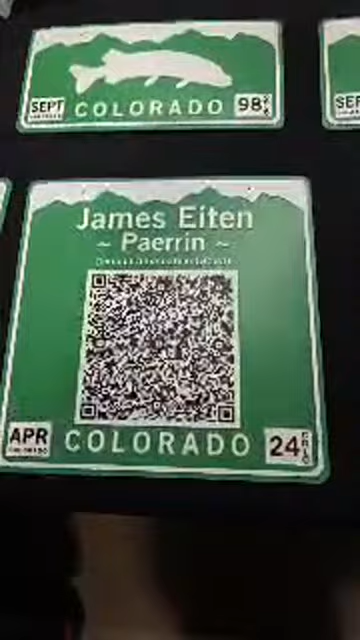 SEPT
COLORADO
98
James Eiten
~ Paerrin ~
APR
COLORADO
24